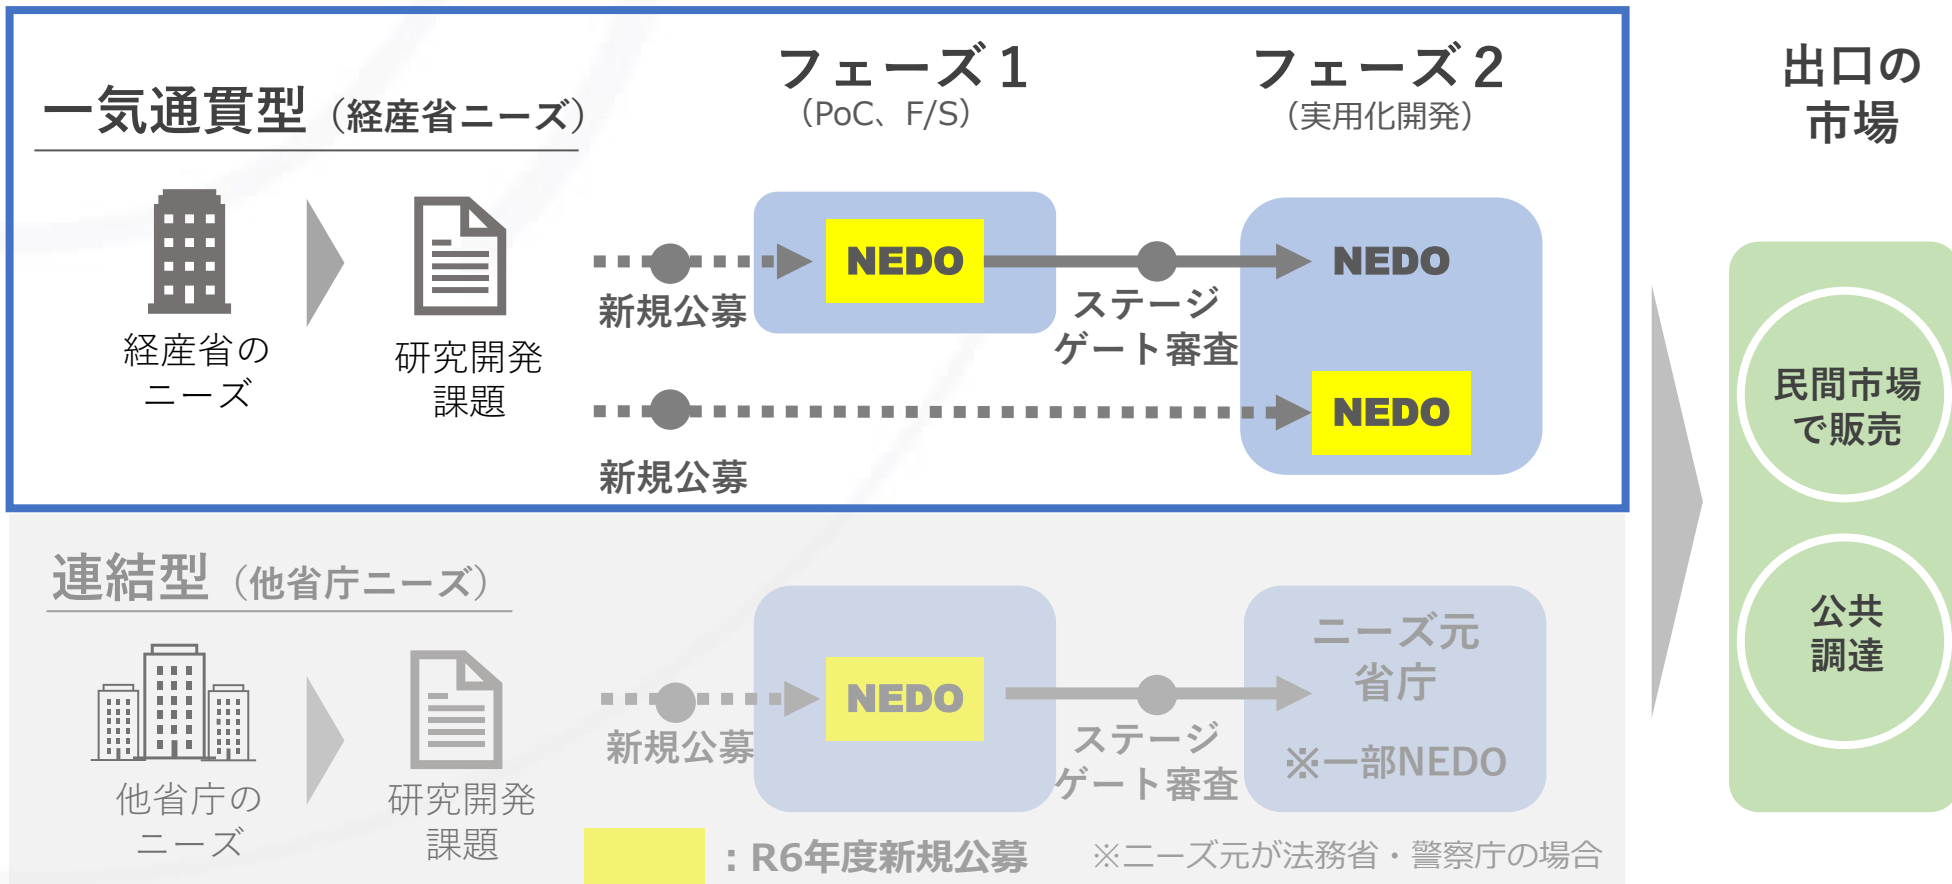 一気通貫型（経産省ニーズ）
フェーズ１
（PoC、F/S）
フェーズ２
（実用化開発）
経産省の
ニーズ
研究開発
課題
新規公募
NEDO
ステージ
ゲート審査
NEDO
新規公募
NEDO
連結型（他省庁ニーズ）
他省庁の
ニーズ
研究開発
課題
新規公募
NEDO
ステージ
ゲート審査
ニーズ元
省庁
※一部NEDO
：R6年度新規公募
※ニーズ元が法務省・警察庁の場合
出口の
市場
民間市場
で販売
公共
調達